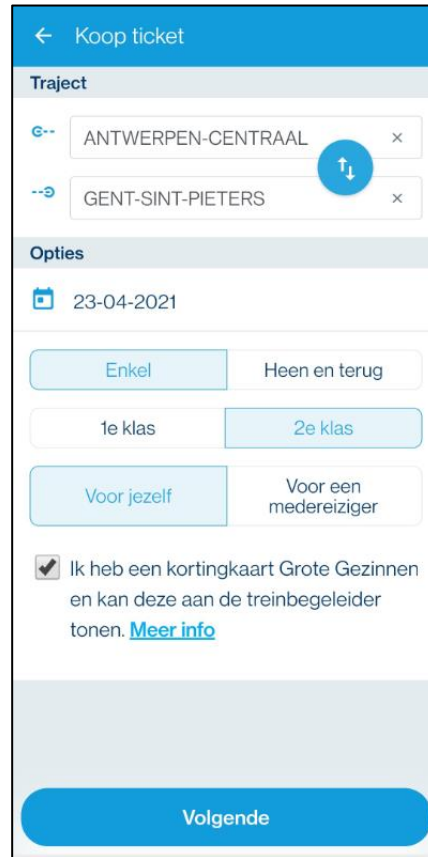 Koop ticket
Traject
ANTWERPEN-CENTRAAL
GENT-SINT-PIETERS
Opties
23-04-2021
Enkel
Heen en terug
1e klas
2e klas
Voor jezelf
Voor een
medereiziger
Ik heb een kortingkaart Grote Gezinnen
en kan deze aan de treinbegeleider
tonen. Meer info
Volgende